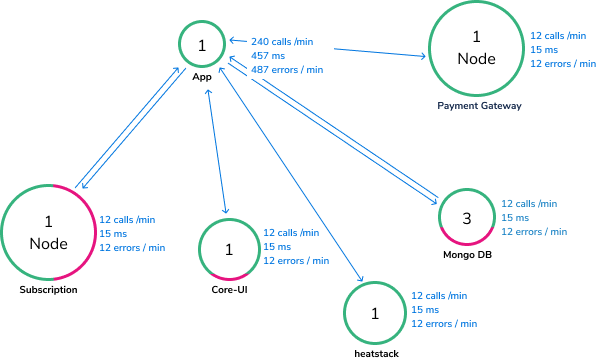 1
App
240 calls /min
457 ms
487 errors / min
1
Node
Payment Gateway
12 calls /min
15 ms
12 errors / min
1
Node
Subscription
12 calls /min
15 ms
12 errors / min
1
Core-UI
12 calls /min
15 ms
12 errors / min
3
Mongo DB
12 calls /min
15 ms
12 errors / min
1
heatstack
12 calls /min
15 ms
12 errors / min